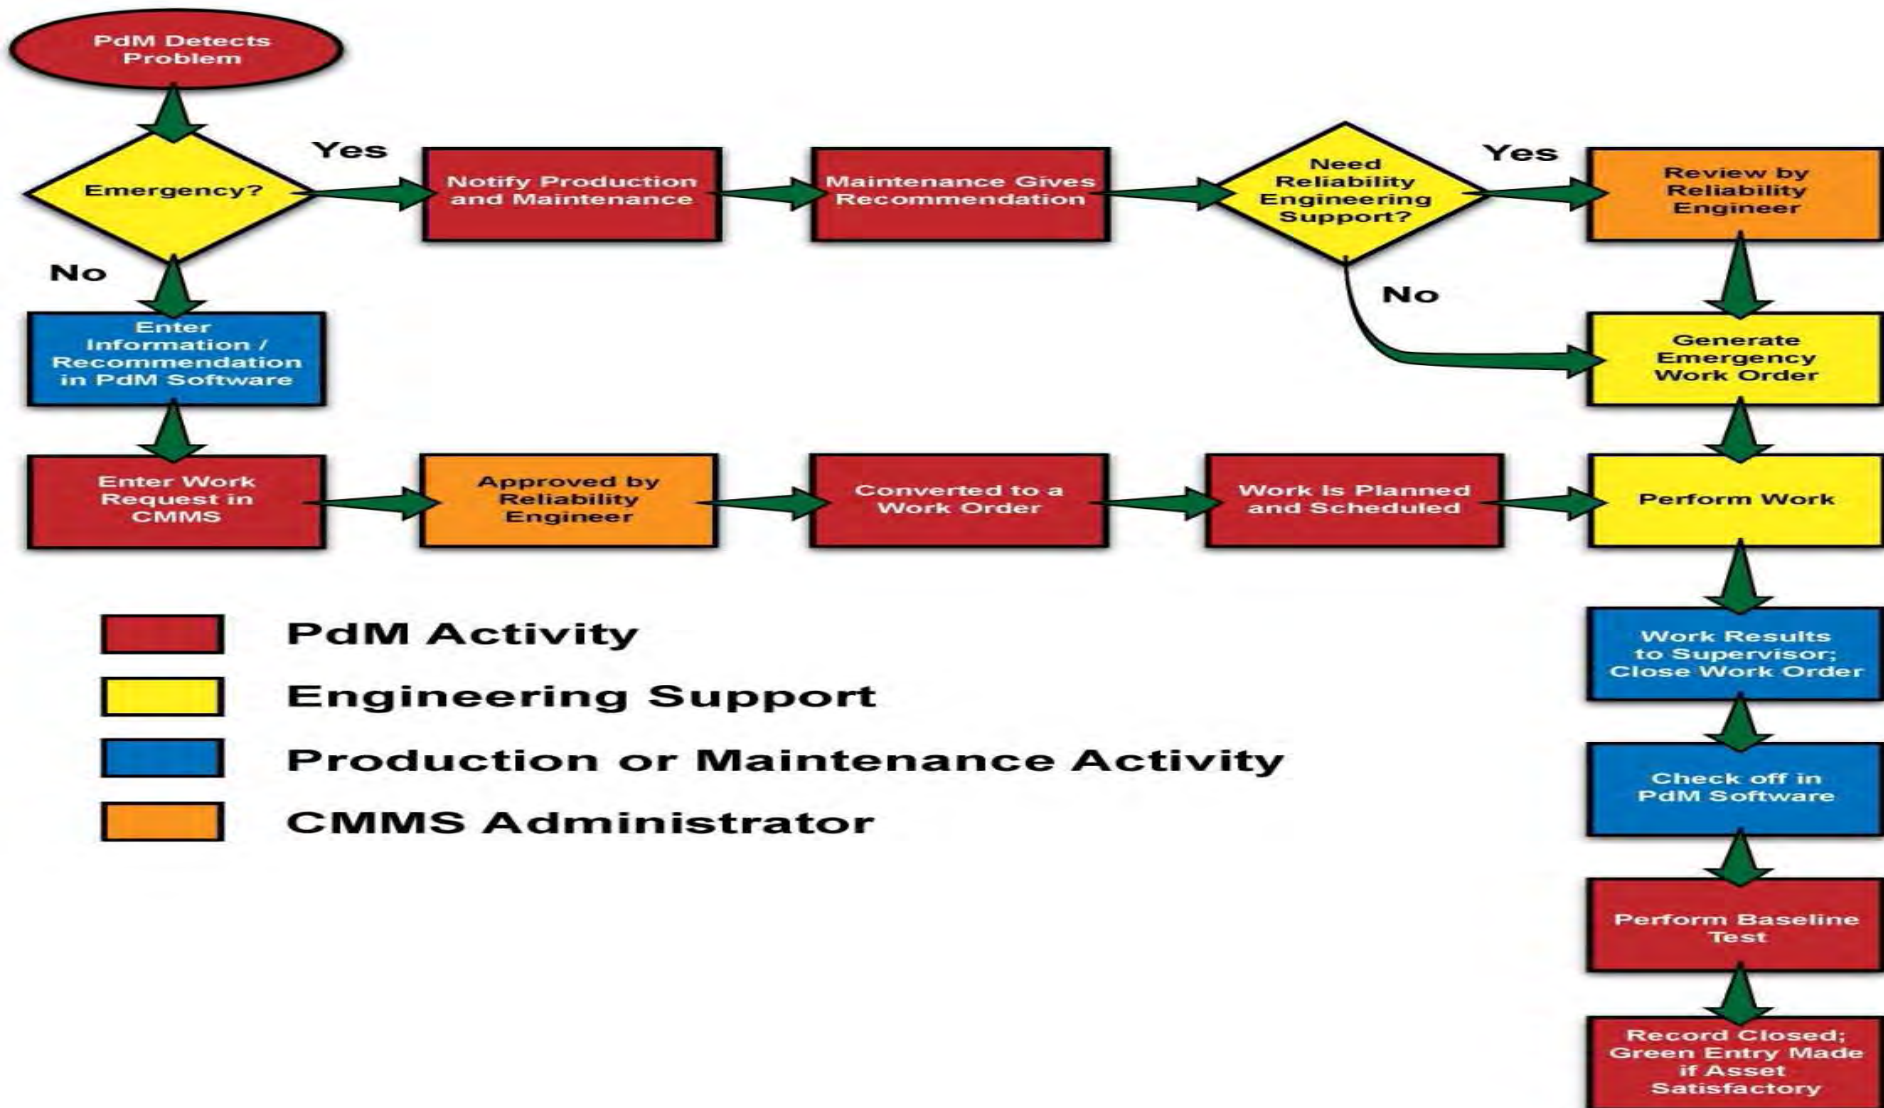 PdM Detects
Problem
Emergency?
Yes
Notify Production
and Maintenance
Maintenance Gives
Recommendation
Need
Reliability
Engineering
Support?
Yes
Review by
Reliability
Engineer
No
No
Enter
Information /
Recommendation
in PdM Software
Generate
Emergency
Work Order
Enter Work
Request in
CMMS
Approved by
Reliability
Engineer
Converted to a
Work Order
Work Is Planned
and Scheduled
Perform Work
Work Results
to Supervisor;
Close Work Order
Check off in
PdM Software
Perform Baseline
Test
Record Closed;
Green Entry Made
if Asset
Satisfactory
PdM Activity
Engineering Support
Production or Maintenance Activity
CMMS Administrator